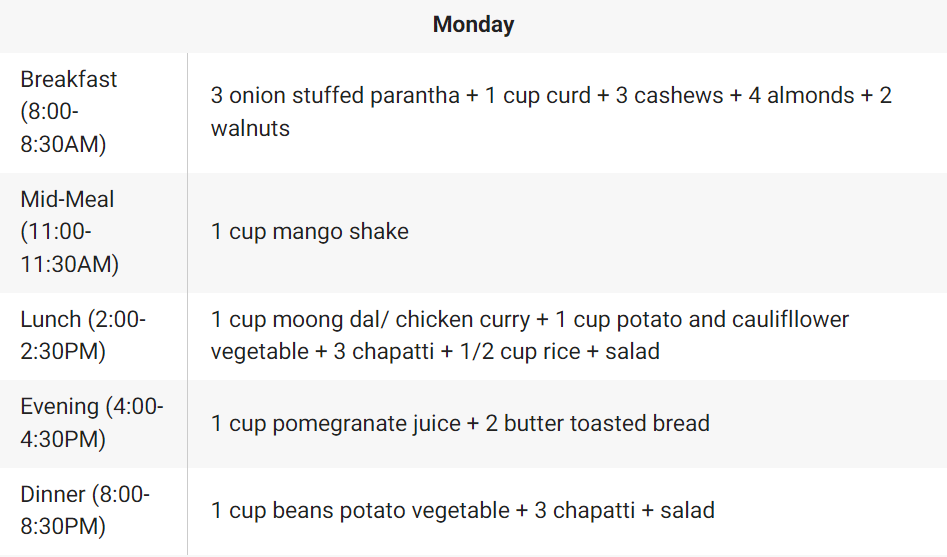 Monday
Breakfast
(8:00-
8:30AM)
3 onion stuffed parantha + 1 cup curd + 3 cashews + 4 almonds + 2
walnuts
Mid-Meal
(11:00-
11:30AM)
1 cup mango shake
Lunch (2:00-
2:30PM)
1 cup moong dal/ chicken curry + 1 cup potato and caulifllower
vegetable + 3 chapatti + 1/2 cup rice + salad
Evening (4:00-
4:30PM)
1 cup pomegranate juice + 2 butter toasted bread
Dinner (8:00-
8:30PM)
1 cup beans potato vegetable + 3 chapatti + salad